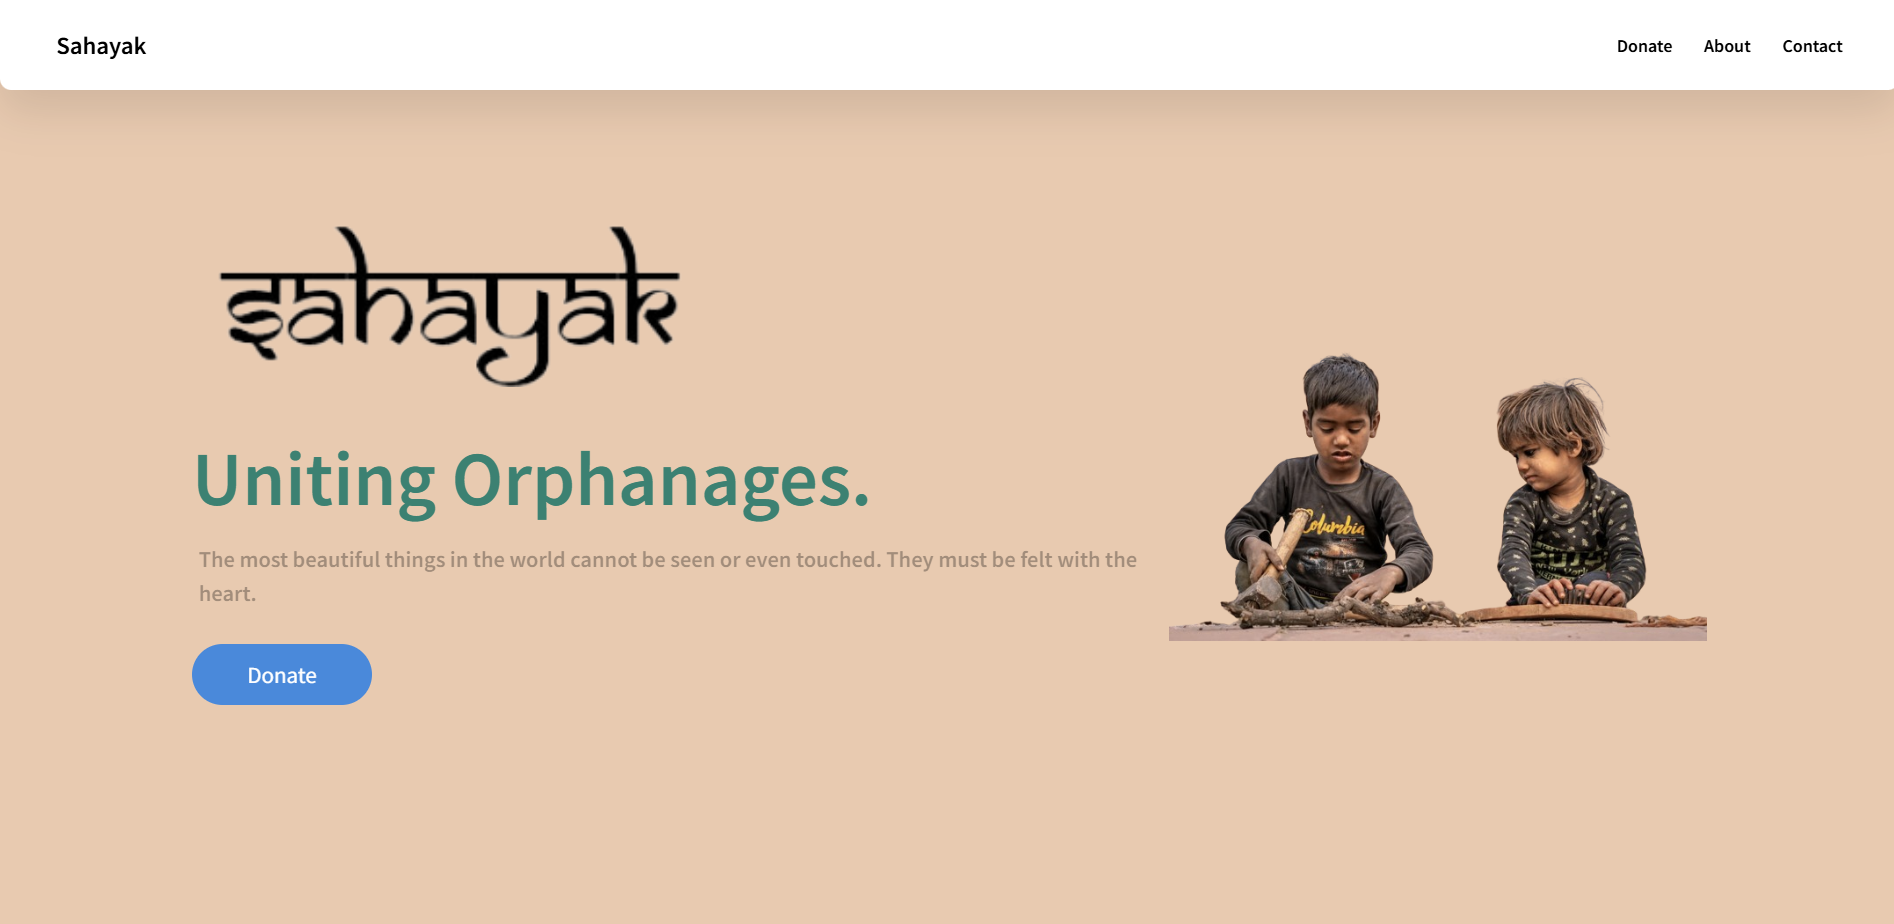 Sahayak
Donate About Contact
sahayak
Uniting Orphanages.
The most beautiful things in the world cannot be seen or even touched. They must be felt with the
heart.
Donate
Columbia